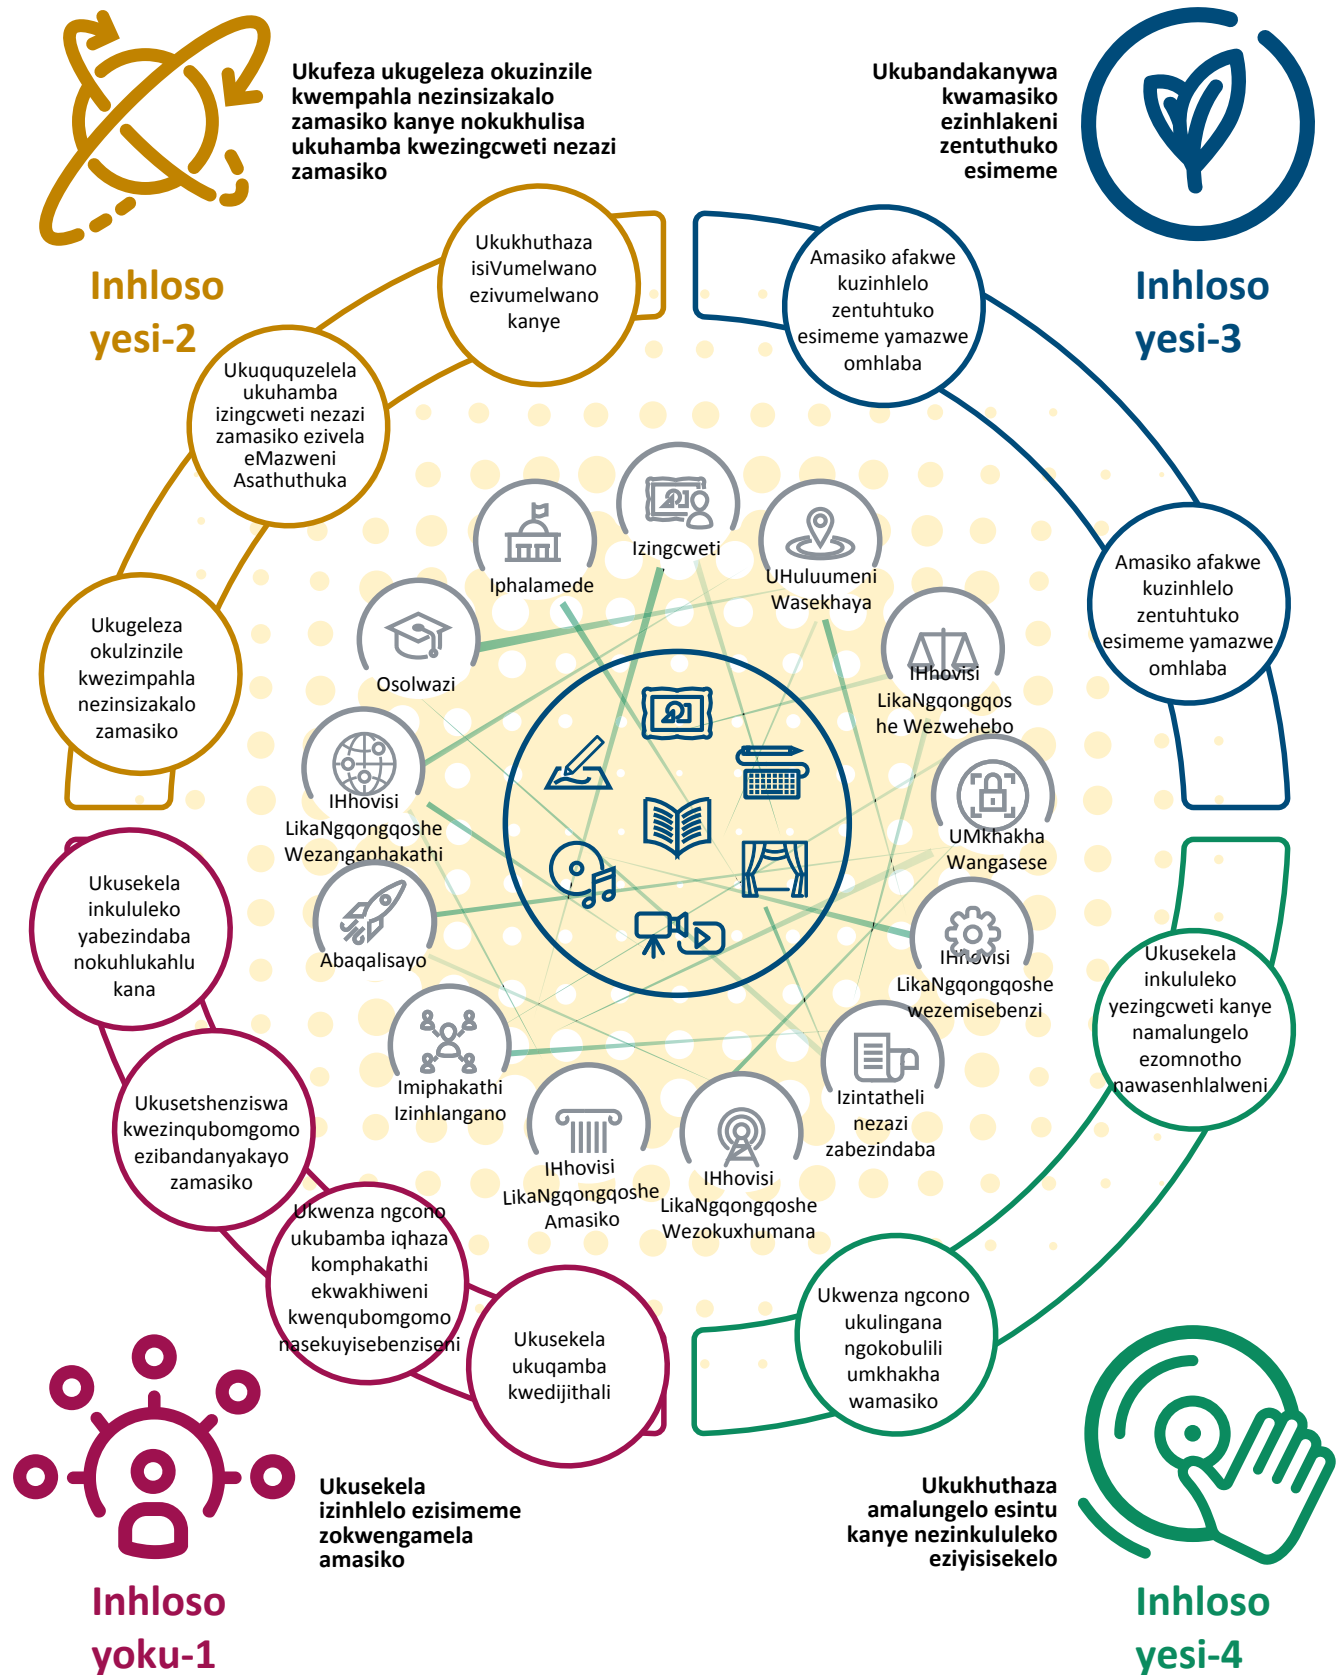 Ukufeza ukugeleza okuzinzile
kwempahla nezinsizakalo
zamasiko kanye nokukhulisa
ukuhamba kwezingcweti nezazi
zamasiko
Inhloso
yesi-2
Ukubandakanywa
kwamasiko
ezinhlakeni
zentuthuko
esimeme
Inhloso
yesi-3
Ukukhuthaza
isiVumelwano
ezivumelwano
kanye
Ukuququzelela
ukuhamba
izingcweti nezazi
zamasiko ezivela
eMazweni
Asathuthuka
Ukugeleza
okulzinzile
kwezimpahla
nezinsizakalo
zamasiko
Amasiko afakwe
kuzinhlelo
zentuhtuko
esimeme yamazwe
omhlaba
Amasiko afakwe
kuzinhlelo
zentuhtuko
esimeme yamazwe
omhlaba
Izingcweti
Iphalamede
UHuluumeni
Wasekhaya
Osolwazi
IHhovisi
LikaNgqongqos
he Wezwehebo
IHhovisi
LikaNgqongqoshe
Wezangaphakathi
UMkhakha
Wangasese
Abaqalisayo
IHhovisi
LikaNgqongqoshe
wezemisebenzi
Imiphakathi
Izinhlangano
Izintatheli
nezazi
zabezindaba
IHhovisi
LikaNgqongqoshe
Amasiko
IHhovisi
LikaNgqongqoshe
Wezokuxhumana
Ukusekela
inkululeko
yabezindaba
nokuhlukahlu
kana
Ukusetshenziswa
kwezinqubomgomo
ezibandanyakayo
zamasiko
Ukwenza ngcono
ukubamba iqhaza
komphakathi
ekwakhiweni
kwenqubomgomo
nasekuyisebenziseni
Ukusekela
ukuqamba
kwedijithali
Ukusekela
inkululeko
yezingcweti kanye
namalungelo
ezomnotho
nawasenhlalweni
Ukwenza ngcono
ukulingana
ngokobulili
umkhakha
wamasiko
Ukusekela
izinhlelo ezisimeme
zokwengamela
amasiko
Inhloso
yoku-1
Ukukhuthaza
amalungelo esintu
kanye nezinkululeko
eziyisisekelo
Inhloso
yesi-4